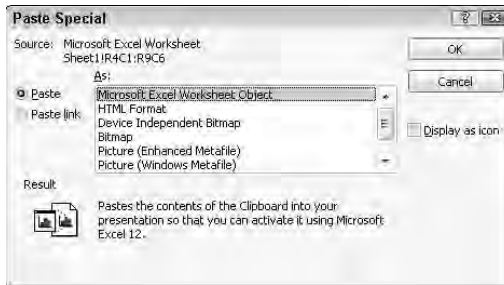 Paste Special
Source: Microsoft Excel Worksheet
Sheet1!R4C1:R9C6
As:
Paste
Paste link
Microsoft Excel Worksheet Object
HTML Format
Device Independent Bitmap
Bitmap
Picture (Enhanced Metafile)
Picture (Windows Metafile)
OK
Cancel
Display as icon
Result
Pastes the contents of the Clipboard into your
presentation so that you can activate it using Microsoft
Excel 12.